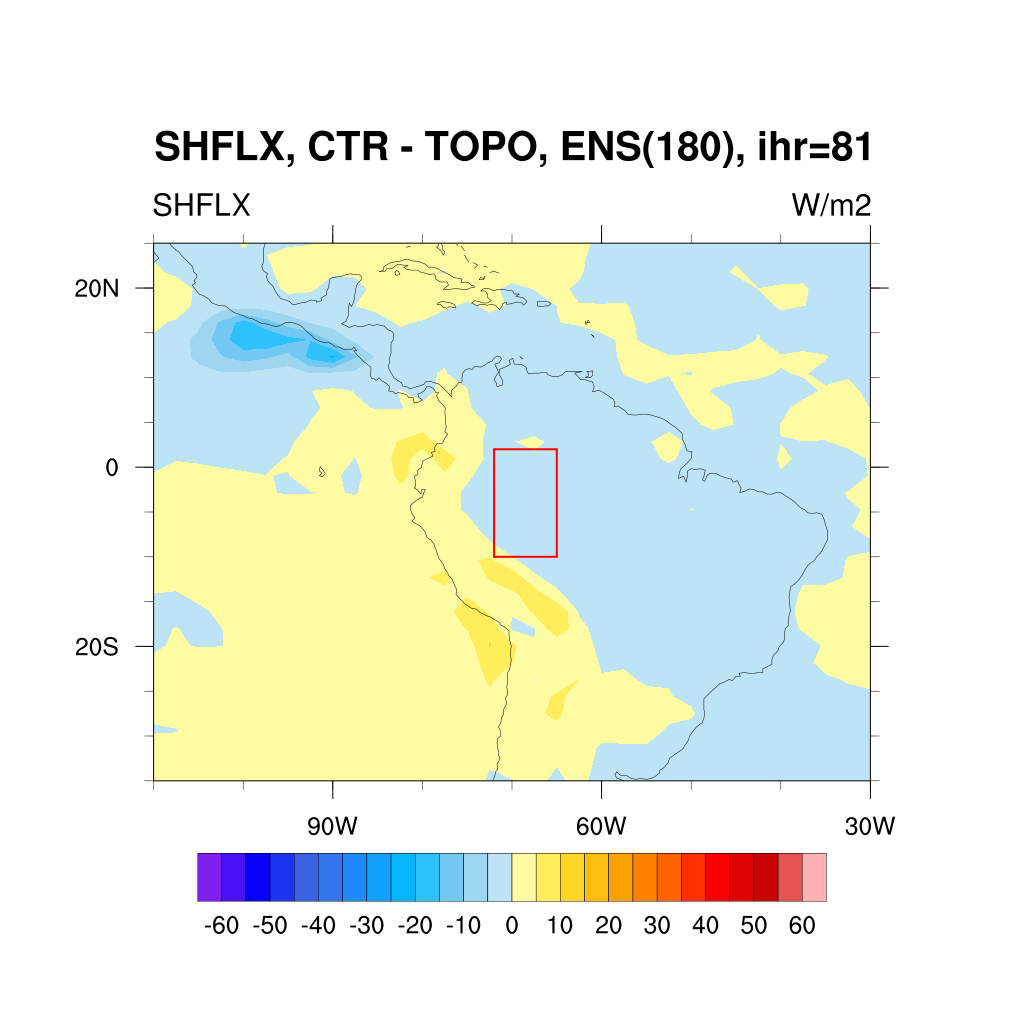 SHFLX, CTR - TOPO, ENS(180), ihr=81
SHFLX W/m2
20N
0
20S
90W 60W 30W
-60 -50 -40 -30 -20 -10 0 10 20 30 40 50 60